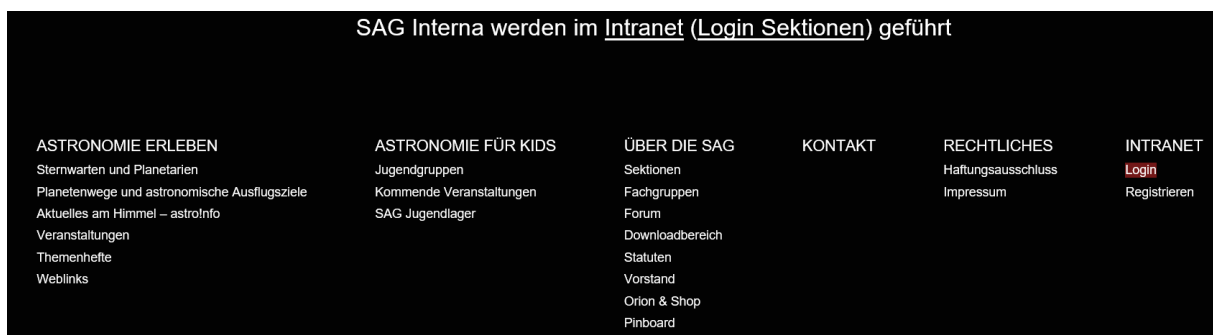 SAG Interna werden im Intranet (Login Sektionen) geführt
ASTRONOMIE ERLEBEN
Sternwarten und Planetarien
Planetenwege und astronomische Ausflugsziele
Aktuelles am Himmel – astro!nfo
Veranstaltungen
Themenhefte
Weblinks
ASTRONOMIE FÜR KIDS
Jugendgruppen
Kommende Veranstaltungen
SAG Jugendlager
ÜBER DIE SAG
Sektionen
Fachgruppen
Forum
Downloadbereich
Statuten
Vorstand
Orion & Shop
Pinboard
KONTAKT
RECHTLICHES
Haftungsausschluss
Impressum
INTRANET
Login
Registrieren